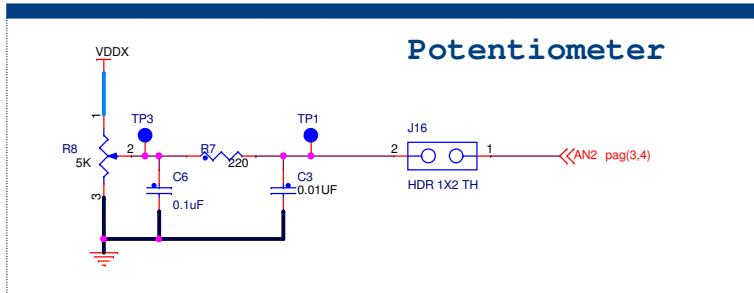 Potentiometer
VDDX
1
TP3
TP1
J16
R8
5K
2
R7
220
2
1
AN2 pag(3,4)
C6
0.1uF
C3
0.01UF
HDR 1X2 TH
3